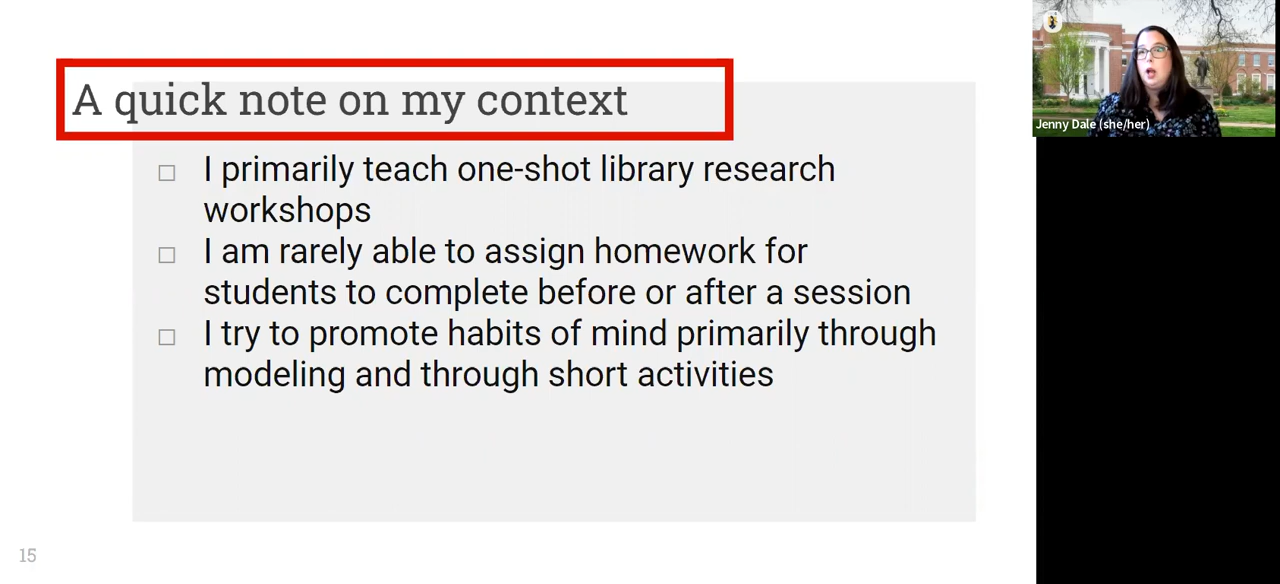 A quick note on my context
I primarily teach one-shot library research
workshops
I am rarely able to assign homework for
students to complete before or after a session
I try to promote habits of mind primarily through
modeling and through short activities
15
Jenny Dale (she/her)